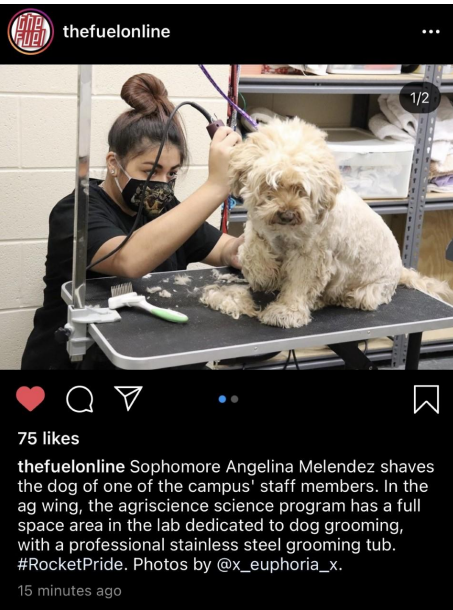 the
Fuel
thefuelonline
1/2
75 likes
thefuelonline Sophomore Angelina Melendez shaves
the dog of one of the campus' staff members. In the
ag wing, the agriscience science program has a full
space area in the lab dedicated to dog grooming,
with a professional stainless steel grooming tub.
#RocketPride. Photos by @x_euphoria_x.
15 minutes ago